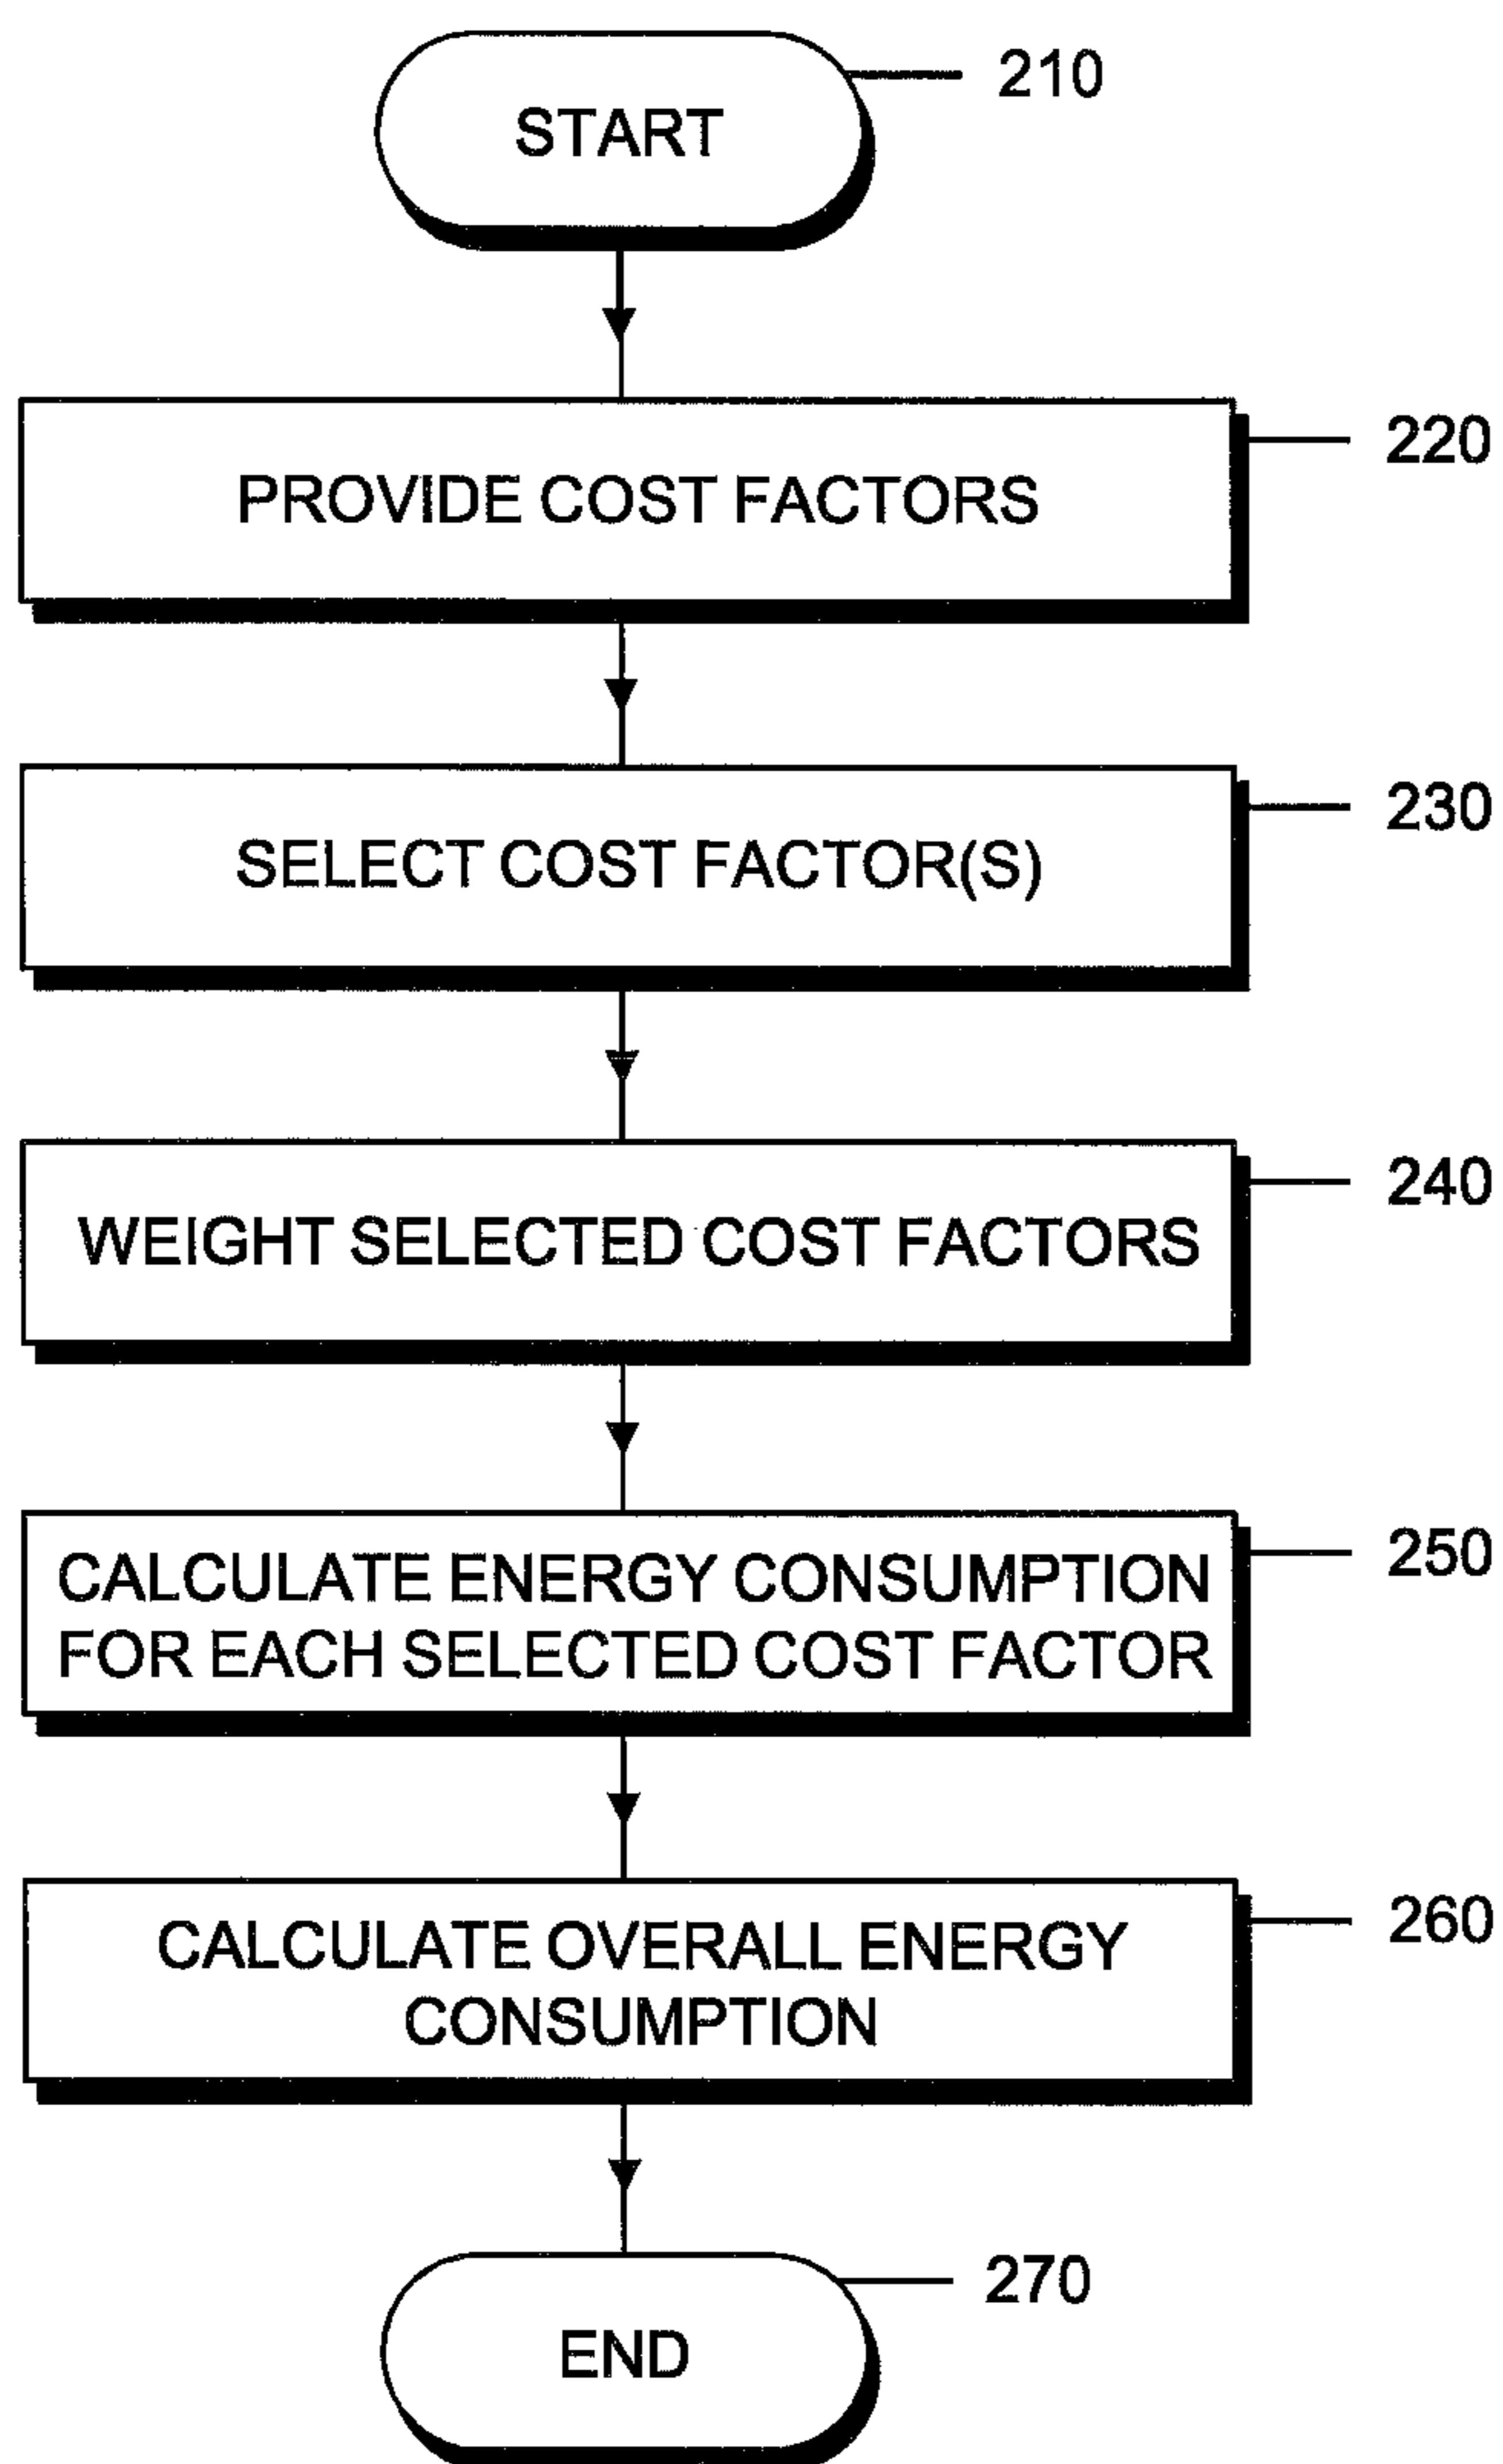 START
210
PROVIDE COST FACTORS
220
SELECT COST FACTOR(S)
230
WEIGHT SELECTED COST FACTORS
240
CALCULATE ENERGY CONSUMPTION
FOR EACH SELECTED COST FACTOR
250
CALCULATE OVERALL ENERGY
CONSUMPTION
260
END
270